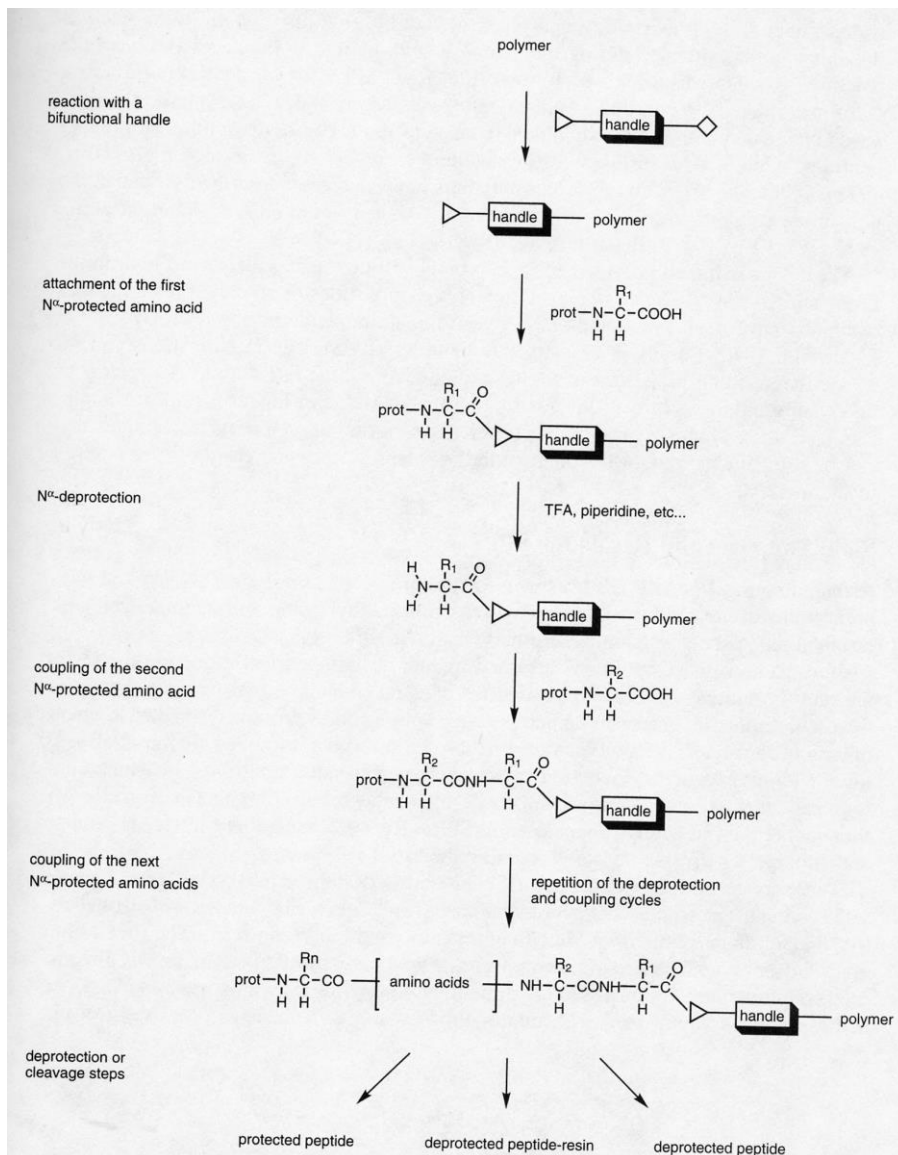 polymer
reaction with a
bifunctional handle
handle
handle
polymer
attachment of the first
Nα-protected amino acid
R1
prot—N—C—COOH
H H
R1 O
prot—N—C—C
H H
handle
polymer
Nα-deprotection
TFA, piperidine, etc...
H R1 O
N—C—C
H H
handle
polymer
coupling of the second
Nα-protected amino acid
R2
prot—N—C—COOH
H H
R2 R1 O
prot—N—C—CONH—C—C
H H H
handle
polymer
coupling of the next
Nα-protected amino acids
repetition of the deprotection
and coupling cycles
Rn R2 R1 O
prot—N—C—CO—[amino acids]—NH—C—CONH—C—C
H H H H
handle
polymer
deprotection or
cleavage steps
protected peptide deprotected peptide-resin deprotected peptide